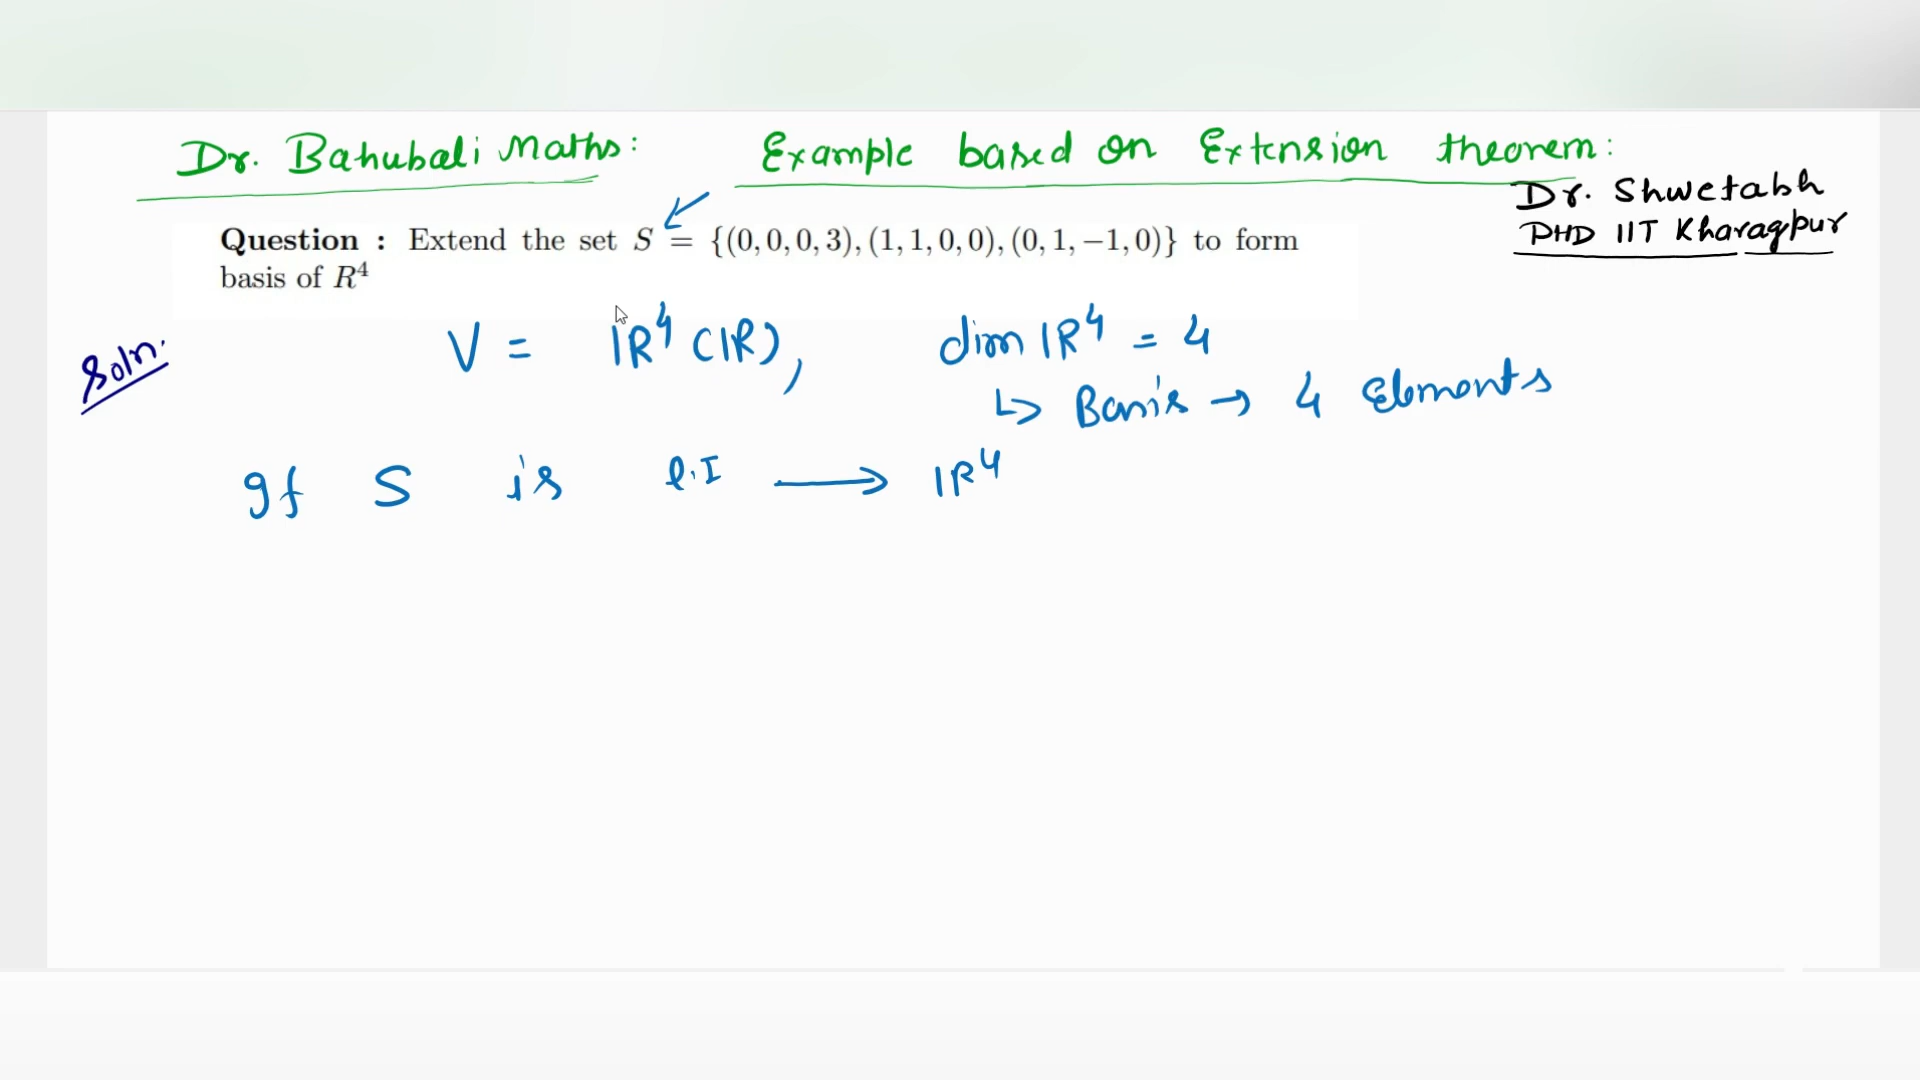 Dr. Bahubali Maths: Example based on Extension theorem:
Dr. Shwetabh
PHD IIT Kharagpur
Question : Extend the set S = {(0, 0, 0, 3), (1, 1, 0, 0), (0, 1, −1, 0)} to form
basis of R⁴
Soln.
V = IR⁴ (IR), dim IR⁴ = 4
↳ Basis → 4 Elements
If S is l.I ⟶ IR⁴